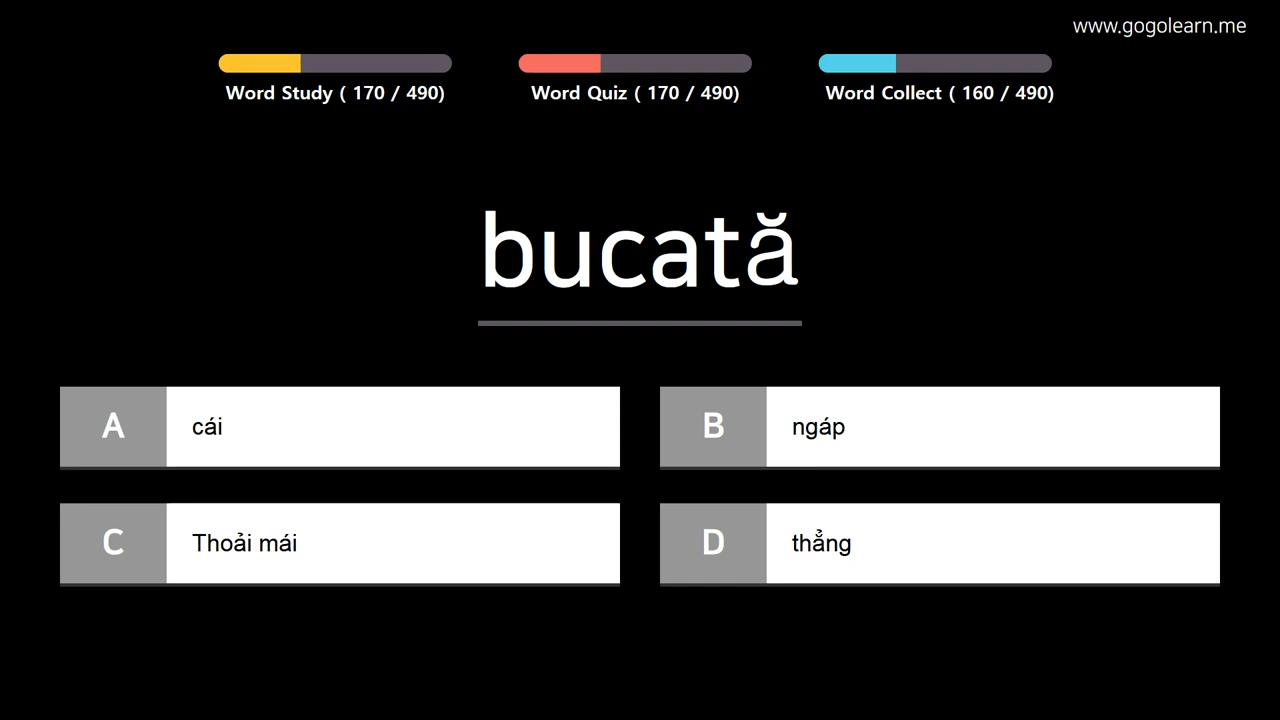 www.gogolearn.me
Word Study ( 170 / 490)
Word Quiz ( 170 / 490)
Word Collect ( 160 / 490)
bucată
A cái
B ngáp
C Thoải mái
D thẳng